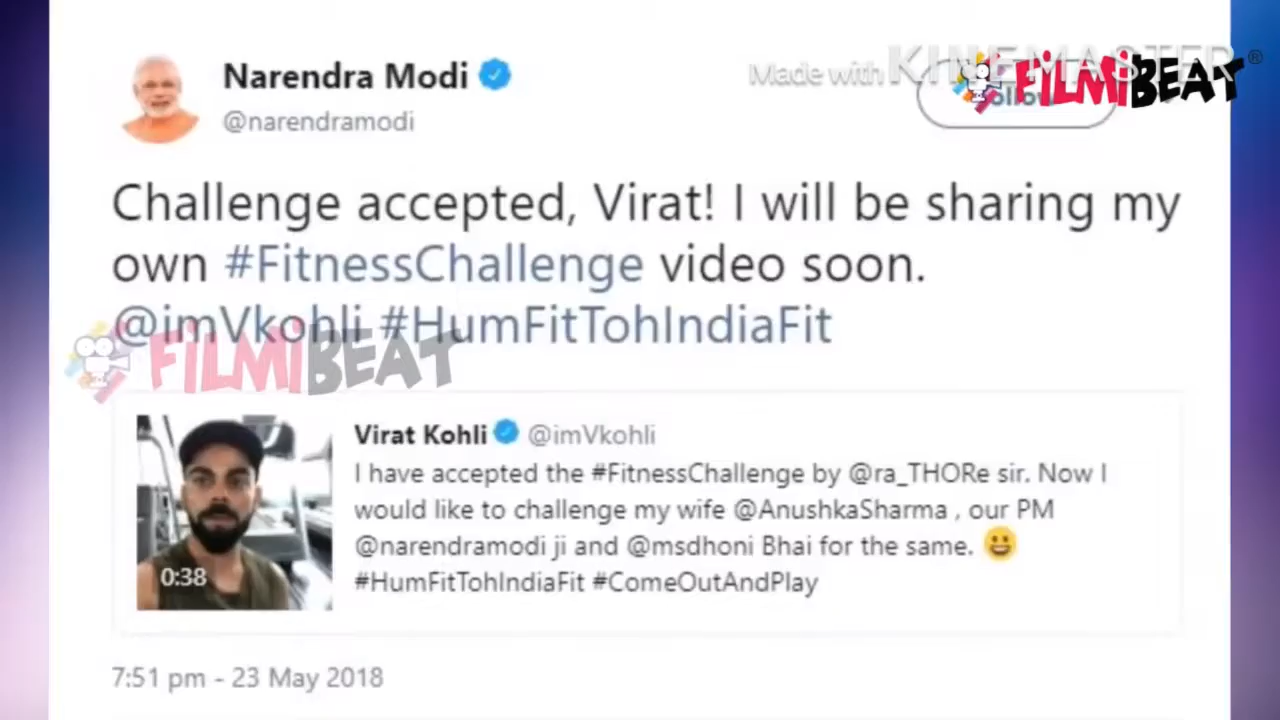 Narendra Modi
@narendramodi
Made with KINEMASTER
FILMIBEAT
Challenge accepted, Virat! I will be sharing my
own #FitnessChallenge video soon.
@imVkohli #HumFitTohIndiaFit
FILMIBEAT
Virat Kohli @imVkohli
I have accepted the #FitnessChallenge by @ra_THORe sir. Now I
would like to challenge my wife @AnushkaSharma , our PM
@narendramodi ji and @msdhoni Bhai for the same. 😀
#HumFitTohIndiaFit #ComeOutAndPlay
0:38
7:51 pm - 23 May 2018